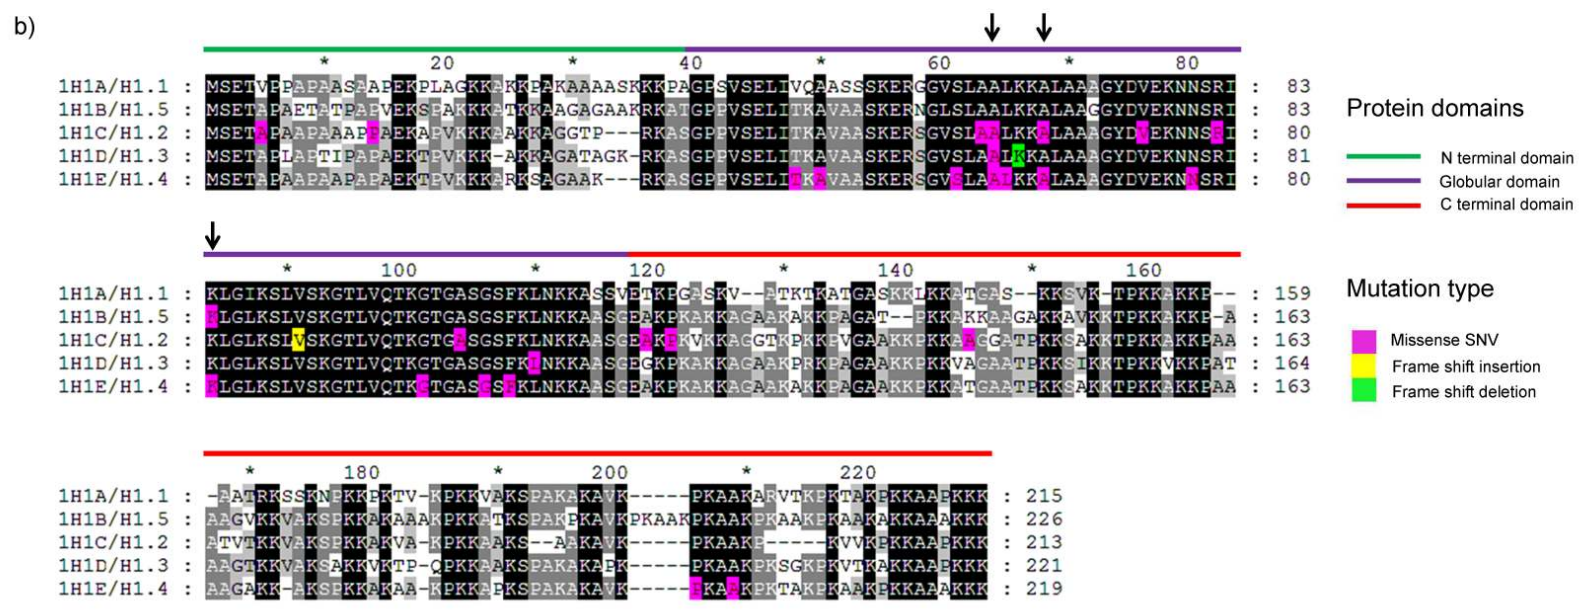 b)
* 20 * 40 * 60 * 80
1H1A/H1.1 : MSETVPPAPAASAAPEKPLAGKKAKKPAKAAAASKKKPAGPSVSELIVQAASSSKERGGVSLAALKKALAAAGYDVEKNNSRI : 83
1H1B/H1.5 : MSETAPAETATPAPVEKSPAKKKATKKAAGAGAAKRKATGPPVSELITKAVAASKERNGLSLAALKKALAAGGYDVEKNNSRI : 83
1H1C/H1.2 : MSETAPAAPAAAPPAEKAPVKKKAAKKAGGTP---RKASGPPVSELITKAVAASKERSGVSLAALKKALAAAGYDVEKNNSRI : 80
1H1D/H1.3 : MSETAPLAPTIPAPAEKTPVKKK-AKKAGATAGK-RKASGPPVSELITKAVAASKERSGVSLAALKKALAAAGYDVEKNNSRI : 81
1H1E/H1.4 : MSETAPAAPAAPAPAEKTPVKKKARKSAGAAK---RKASGPPVSELITKAVAASKERSGVSLAALKKALAAAGYDVEKNNSRI : 80
Protein domains
N terminal domain
Globular domain
C terminal domain
* 100 * 120 * 140 * 160
1H1A/H1.1 : KLGIKSLVSKGTLVQTKGTGASGSFKLNKKASSVETKPGASKV--ATKTKATGASKKLKKATGAS--KKSVK-TPKKAKKP-- : 159
1H1B/H1.5 : KLGLKSLVSKGTLVQTKGTGASGSFKLNKKAASGEAKPKAKKAGAAKAKKPAGAT--PKKAKKAAGAKKAVKKTPKKAKKP-A : 163
1H1C/H1.2 : KLGLKSLVSKGTLVQTKGTGASGSFKLNKKAASGEAKPKVKKAGGTKPKKPVGAAKKPKKAAGGATPKKSAKKTPKKAKKPAA : 163
1H1D/H1.3 : KLGLKSLVSKGTLVQTKGTGASGSFKLNKKAASGEGKPKAKKAGAAKPRKPAGAAKKPKKVAGAATPKKSIKKTPKKVKKPAT : 164
1H1E/H1.4 : KLGLKSLVSKGTLVQTKGTGASGSFKLNKKAASGEAKPKAKKAGAAKAKKPAGAAKKPKKATGAATPKKSAKKTPKKAKKPAA : 163
Mutation type
Missense SNV
Frame shift insertion
Frame shift deletion
* 180 * 200 * 220
1H1A/H1.1 : -AATRKSSKNPKKPKTV-KPKKVAKSPAKAKAVK-----PKAAKARVTKPKTAKPKKAAPKKK : 215
1H1B/H1.5 : AAGVKKVAKSPKKAKAAAKPKKATKSPAKPKAVKPKAAKPKAAKPKAAKPKAAKAKKAAAKKK : 226
1H1C/H1.2 : ATVTKKVAKSPKKAKVA-KPKKAAKS--AAKAVK-----PKAAKP-----KVVKPKKAAPKKK : 213
1H1D/H1.3 : AAGTKKVAKSAKKVKTP-QPKKAAKSPAKAKAPK-----PKAAKPKSGKPKVTKAKKAAPKKK : 221
1H1E/H1.4 : AAGAKK-AKSPKKAKAA-KPKKAPKSPAKAKAVK-----PKAAKPKTAKPKAAKPKKAAAKKK : 219